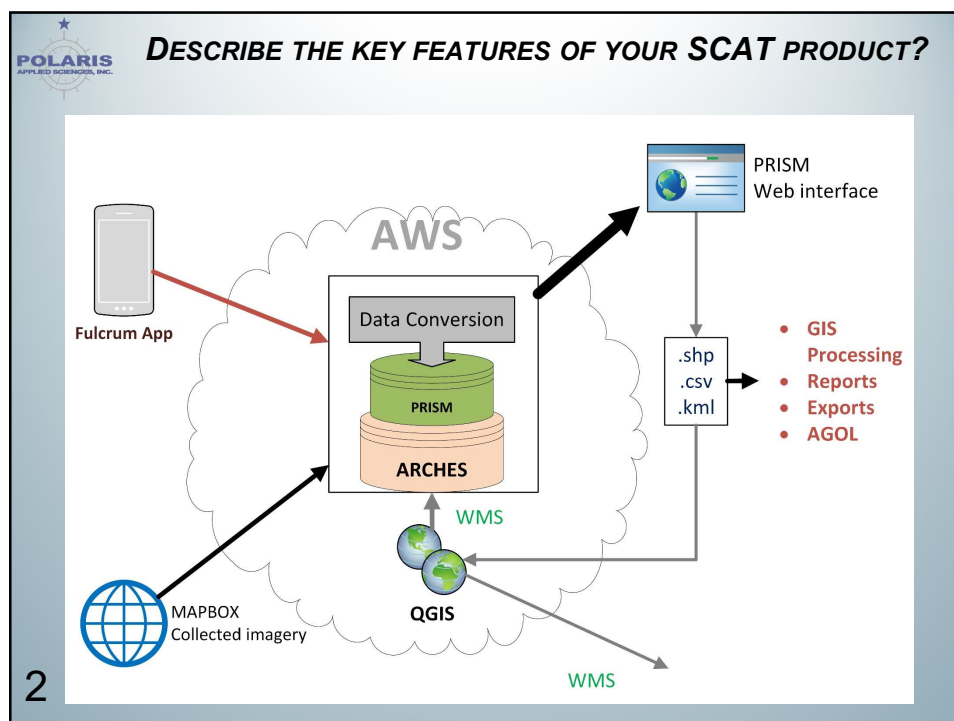 POLARIS
APPLIED SCIENCES, INC.
DESCRIBE THE KEY FEATURES OF YOUR SCAT PRODUCT?
PRISM
Web interface
AWS
Data Conversion
Fulcrum App
PRISM
ARCHES
.shp
.csv
.kml
• GIS
Processing
• Reports
• Exports
• AGOL
WMS
MAPBOX
Collected imagery
QGIS
WMS
2